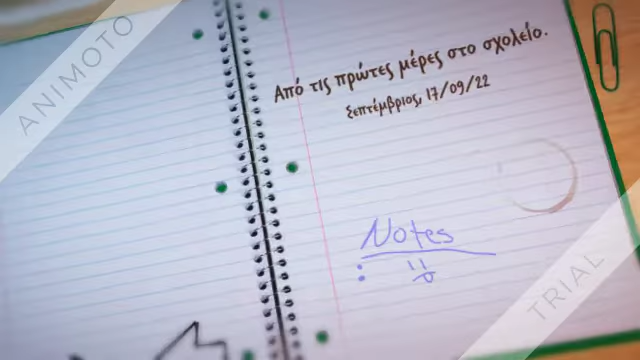 ANIMOTO
Από τις πρώτες μέρες στο σχολείο.
Σεπτέμβριος, 17/09/22
Notes
TRIAL